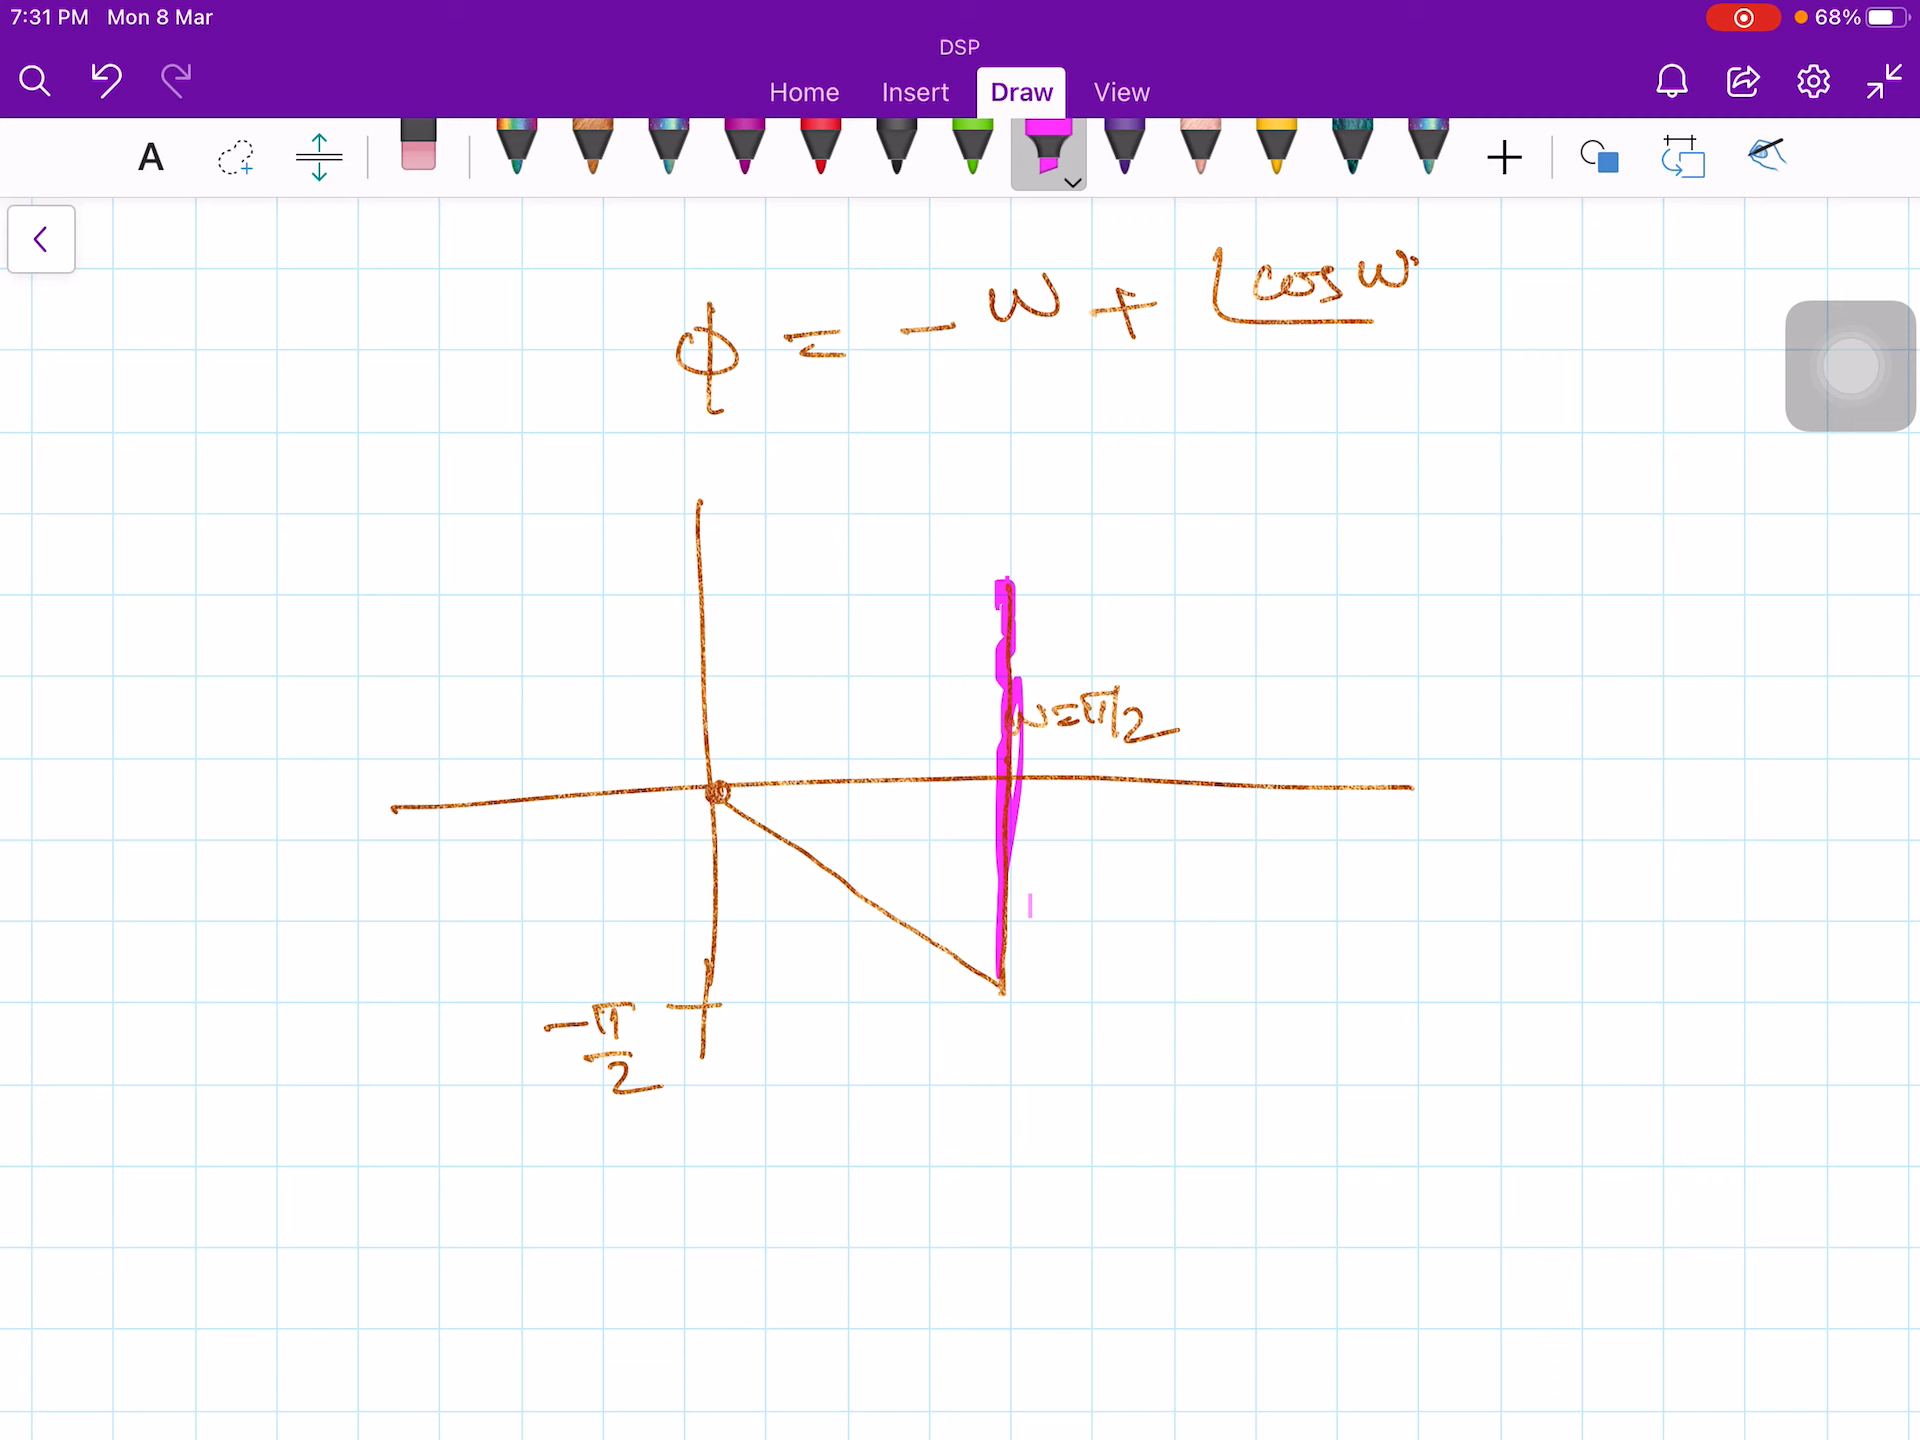 7:31 PM Mon 8 Mar
68%
DSP
Home Insert Draw View
A
ϕ = - w + ∠cos w
w=π/2
-π
2